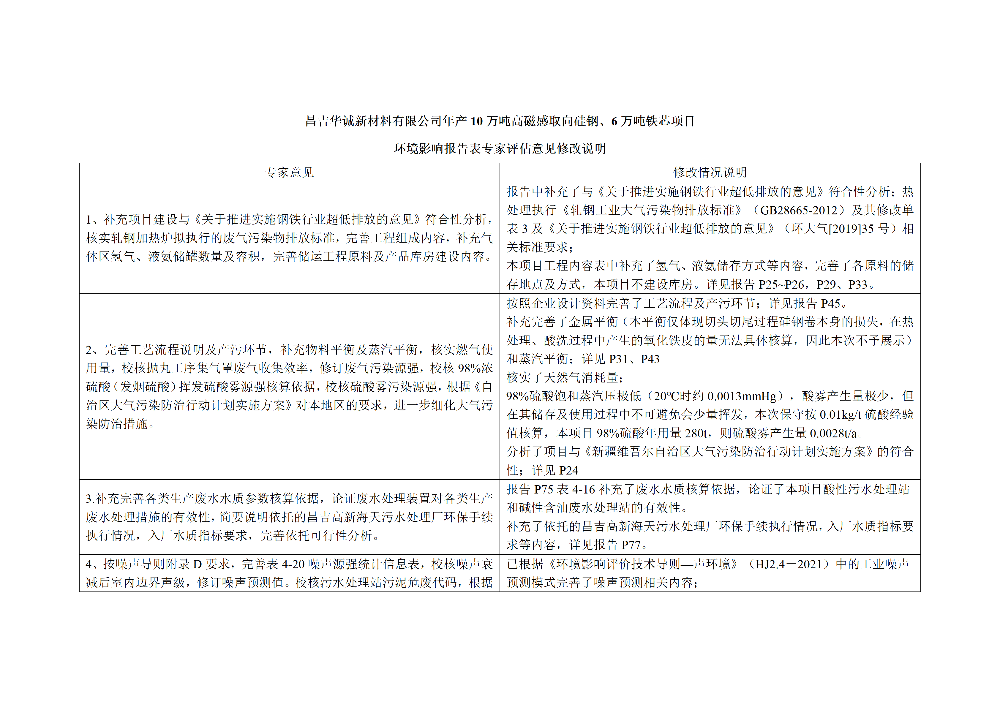 昌吉华诚新材料有限公司年产 10 万吨高磁感取向硅钢、6 万吨铁芯项目
环境影响报告表专家评估意见修改说明
专家意见
修改情况说明
1、补充项目建设与《关于推进实施钢铁行业超低排放的意见》符合性分析，
核实轧钢加热炉拟执行的废气污染物排放标准，完善工程组成内容，补充气
体区氢气、液氨储罐数量及容积，完善储运工程原料及产品库房建设内容。
报告中补充了与《关于推进实施钢铁行业超低排放的意见》符合性分析；热
处理执行《轧钢工业大气污染物排放标准》（GB28665-2012）及其修改单
表 3 及《关于推进实施钢铁行业超低排放的意见》（环大气[2019]35 号）相
关标准要求；
本项目工程内容表中补充了氢气、液氨储存方式等内容，完善了各原料的储
存地点及方式，本项目不建设库房。详见报告 P25~P26，P29、P33。
2、完善工艺流程说明及产污环节，补充物料平衡及蒸汽平衡，核实燃气使
用量，校核抛丸工序集气罩废气收集效率，修订废气污染源强，校核 98%浓
硫酸（发烟硫酸）挥发硫酸雾源强核算依据，校核硫酸雾污染源强，根据《自
治区大气污染防治行动计划实施方案》对本地区的要求，进一步细化大气污
染防治措施。
按照企业设计资料完善了工艺流程及产污环节；详见报告 P45。
补充完善了金属平衡（本平衡仅体现切头切尾过程硅钢卷本身的损失，在热
处理、酸洗过程中产生的氧化铁皮的量无法具体核算，因此本次不予展示）
和蒸汽平衡；详见 P31、P43
核实了天然气消耗量；
98%硫酸饱和蒸汽压极低（20℃时约 0.0013mmHg），酸雾产生量极少，但
在其储存及使用过程中不可避免会少量挥发，本次保守按 0.01kg/t 硫酸经验
值核算，本项目 98%硫酸年用量 280t，则硫酸雾产生量 0.0028t/a。
分析了项目与《新疆维吾尔自治区大气污染防治行动计划实施方案》的符合
性；详见 P24
3.补充完善各类生产废水水质参数核算依据，论证废水处理装置对各类生产
废水处理措施的有效性，简要说明依托的昌吉高新海天污水处理厂环保手续
执行情况，入厂水质指标要求，完善依托可行性分析。
报告 P75 表 4-16 补充了废水水质核算依据，论证了本项目酸性污水处理站
和碱性含油废水处理站的有效性。
补充了依托的昌吉高新海天污水处理厂环保手续执行情况，入厂水质指标要
求等内容，详见报告 P77。
4、按噪声导则附录 D 要求，完善表 4-20 噪声源强统计信息表，校核噪声衰
减后室内边界声级，修订噪声预测值。校核污水处理站污泥危废代码，根据
已根据《环境影响评价技术导则—声环境》（HJ2.4－2021）中的工业噪声
预测模式完善了噪声预测相关内容；